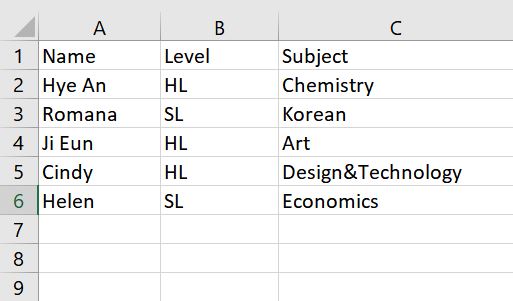 A B C
1 Name Level Subject
2 Hye An HL Chemistry
3 Romana SL Korean
4 Ji Eun HL Art
5 Cindy HL Design&Technology
6 Helen SL Economics
7
8
9